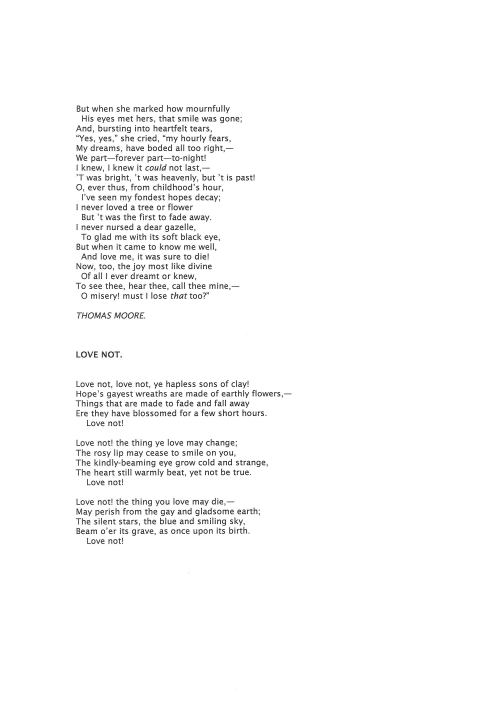 But when she marked how mournfully
His eyes met hers, that smile was gone;
And, bursting into heartfelt tears,
“Yes, yes,” she cried, “my hourly fears,
My dreams, have boded all too right,—
We part—forever part—to-night!
I knew, I knew it could not last,—
'T was bright, 't was heavenly, but 't is past!
O, ever thus, from childhood's hour,
I've seen my fondest hopes decay;
I never loved a tree or flower
But 't was the first to fade away.
I never nursed a dear gazelle,
To glad me with its soft black eye,
But when it came to know me well,
And love me, it was sure to die!
Now, too, the joy most like divine
Of all I ever dreamt or knew,
To see thee, hear thee, call thee mine,—
O misery! must I lose that too?”
THOMAS MOORE.
LOVE NOT.
Love not, love not, ye hapless sons of clay!
Hope's gayest wreaths are made of earthly flowers,—
Things that are made to fade and fall away
Ere they have blossomed for a few short hours.
Love not!
Love not! the thing ye love may change;
The rosy lip may cease to smile on you,
The kindly-beaming eye grow cold and strange,
The heart still warmly beat, yet not be true.
Love not!
Love not! the thing you love may die,—
May perish from the gay and gladsome earth;
The silent stars, the blue and smiling sky,
Beam o'er its grave, as once upon its birth.
Love not!